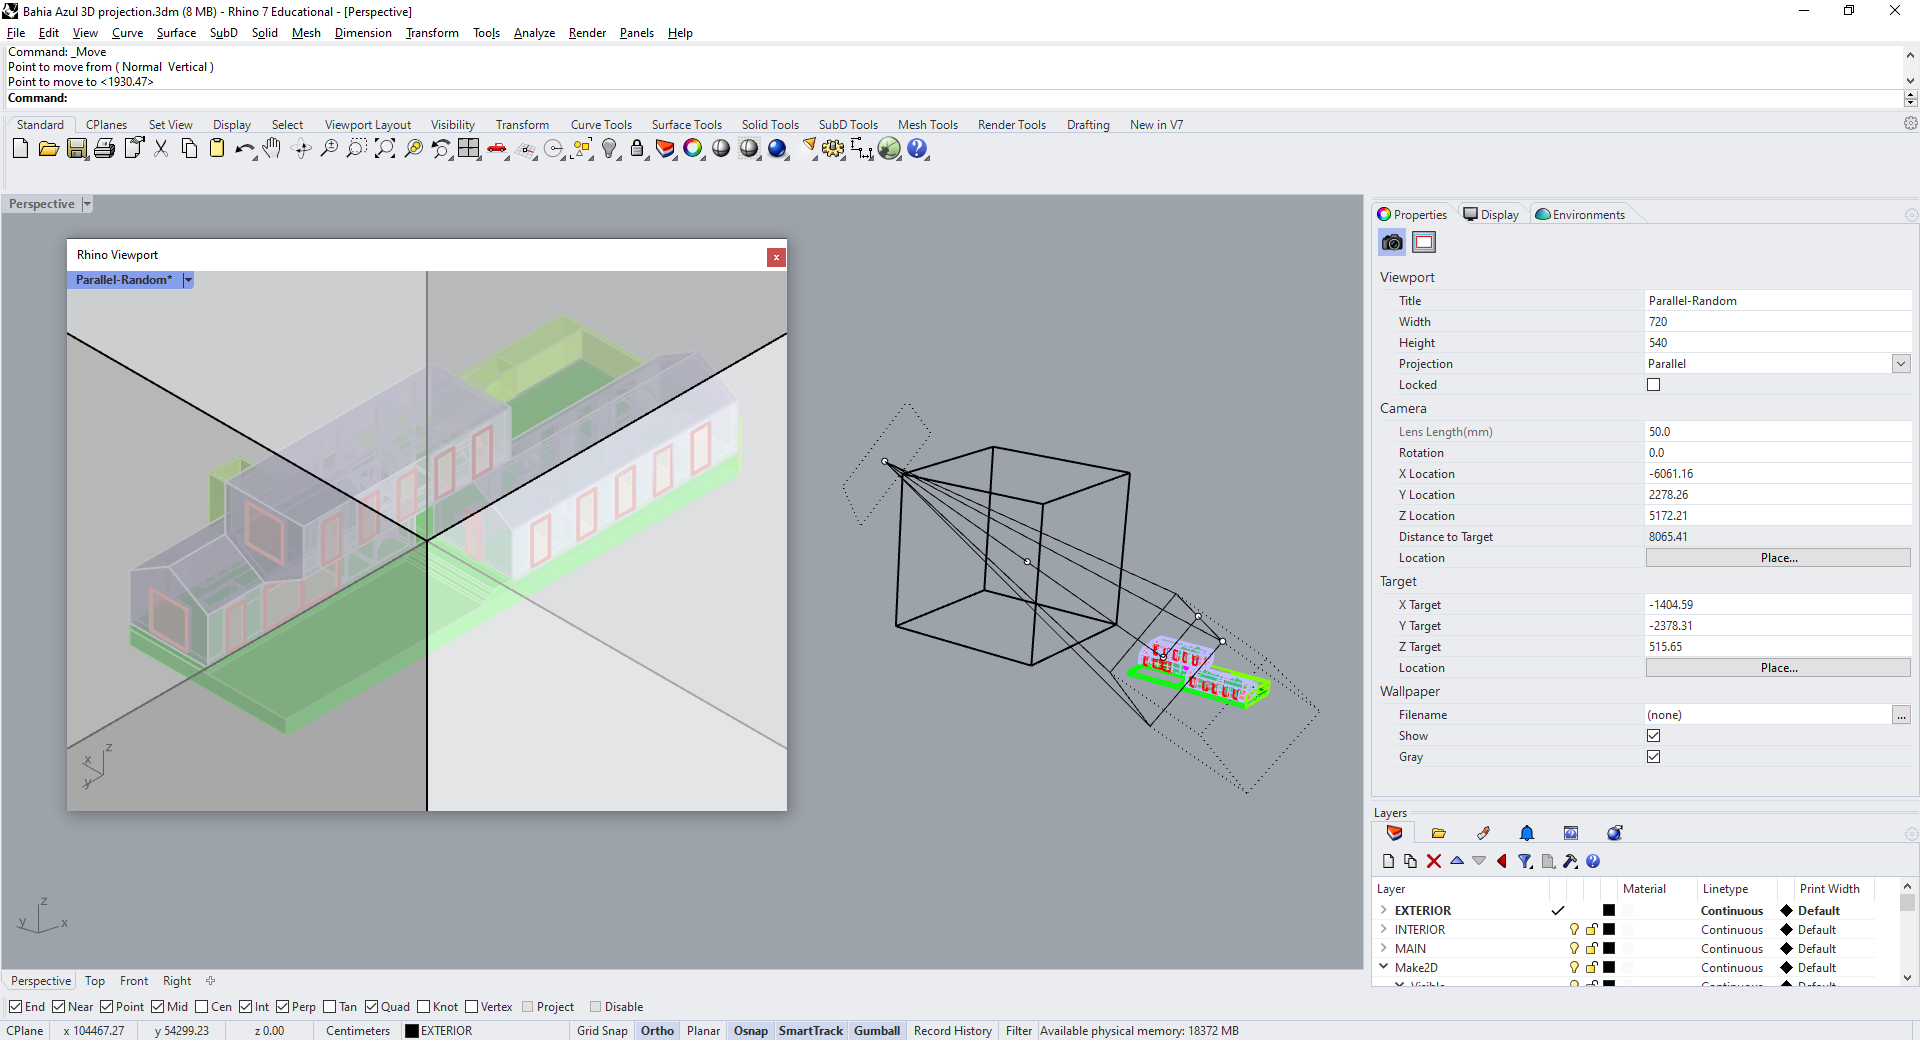 Bahia Azul 3D projection.3dm (8 MB) - Rhino 7 Educational - [Perspective]
File Edit View Curve Surface SubD Solid Mesh Dimension Transform Tools Analyze Render Panels Help
Command: _Move
Point to move from ( Normal  Vertical )
Point to move to <1930.47>
Command:
Standard CPlanes Set View Display Select Viewport Layout Visibility Transform Curve Tools Surface Tools Solid Tools SubD Tools Mesh Tools Render Tools Drafting New in V7
Perspective
Rhino Viewport
x
Parallel-Random*
z
x
y
z
y
x
Properties Display Environments
Viewport
Title Parallel-Random
Width 720
Height 540
Projection Parallel
Locked
Camera
Lens Length(mm) 50.0
Rotation 0.0
X Location -6061.16
Y Location 2278.26
Z Location 5172.21
Distance to Target 8065.41
Location Place...
Target
X Target -1404.59
Y Target -2378.31
Z Target 515.65
Location Place...
Wallpaper
Filename (none) ...
Show
Gray
Layers
Layer Material Linetype Print Width
EXTERIOR Continuous Default
INTERIOR Continuous Default
MAIN Continuous Default
Make2D Continuous Default
Perspective Top Front Right
End Near Point Mid Cen Int Perp Tan Quad Knot Vertex Project Disable
CPlane x 104467.27 y 54299.23 z 0.00 Centimeters EXTERIOR Grid Snap Ortho Planar Osnap SmartTrack Gumball Record History Filter Available physical memory: 18372 MB